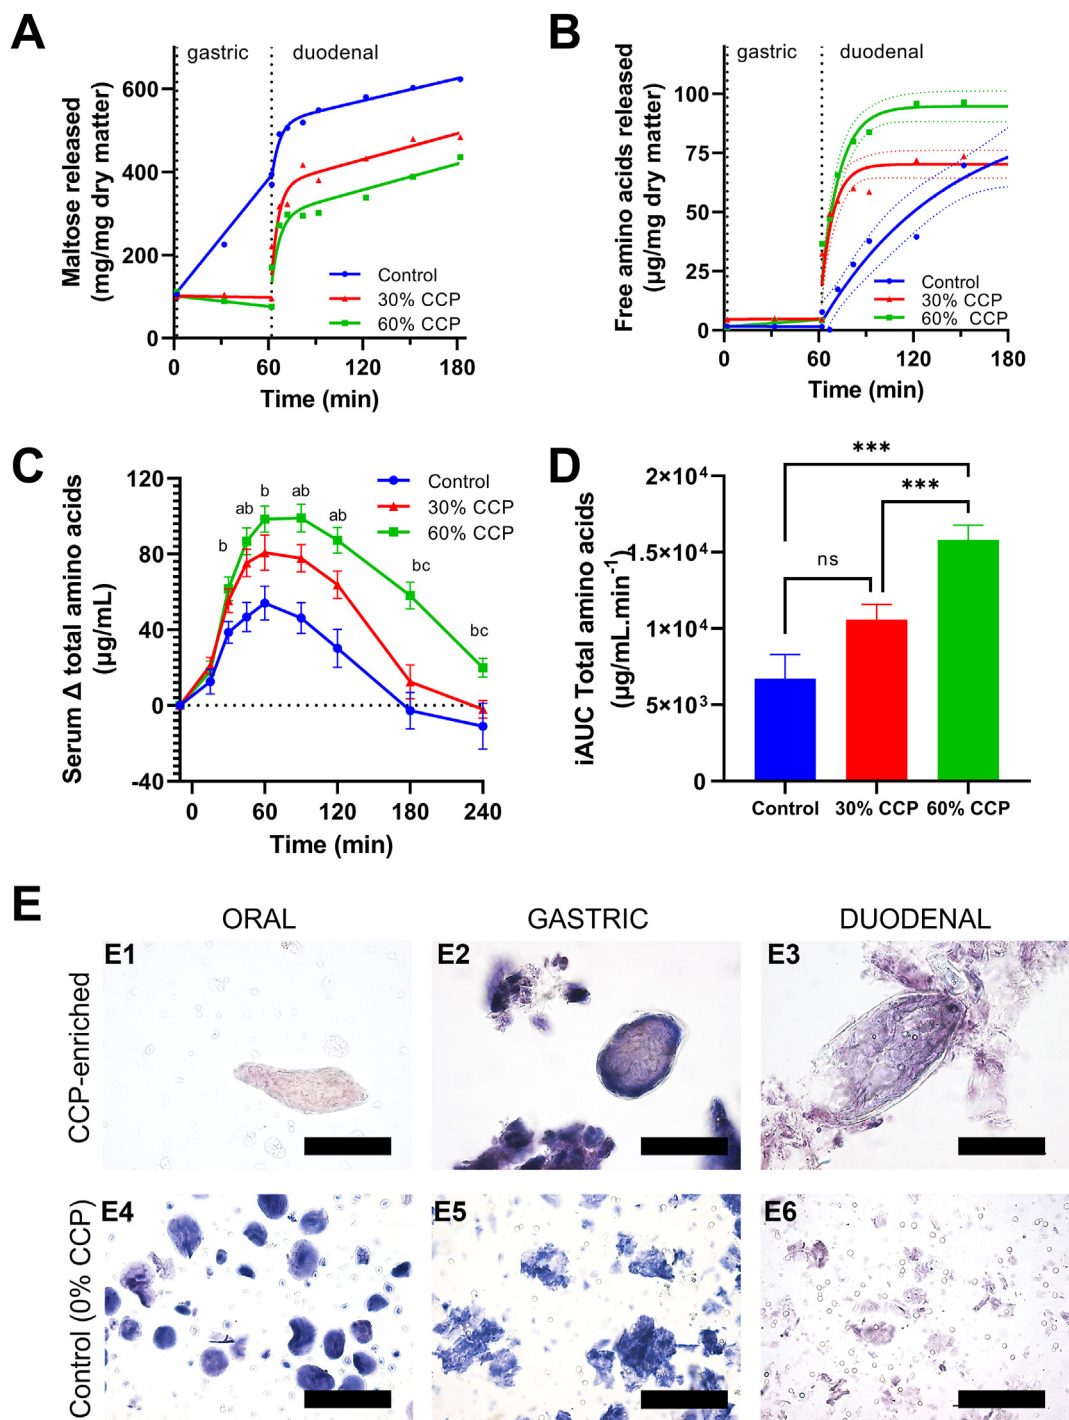 A
gastric
duodenal
Maltose released
(mg/mg dry matter)
600
400
200
0
0
60
120
180
Time (min)
Control
30% CCP
60% CCP
B
gastric
duodenal
Free amino acids released
(µg/mg dry matter)
100
75
50
25
0
0
60
120
180
Time (min)
Control
30% CCP
60% CCP
C
Serum Δ total amino acids
(µg/mL)
120
80
40
0
-40
0
60
120
180
240
Time (min)
b
ab
b
ab
ab
bc
bc
Control
30% CCP
60% CCP
D
iAUC Total amino acids
(µg/mL.min⁻¹)
2×10⁴
1.5×10⁴
1×10⁴
5×10³
0
***
***
ns
Control
30% CCP
60% CCP
E
ORAL
GASTRIC
DUODENAL
CCP-enriched
E1
E2
E3
Control (0% CCP)
E4
E5
E6